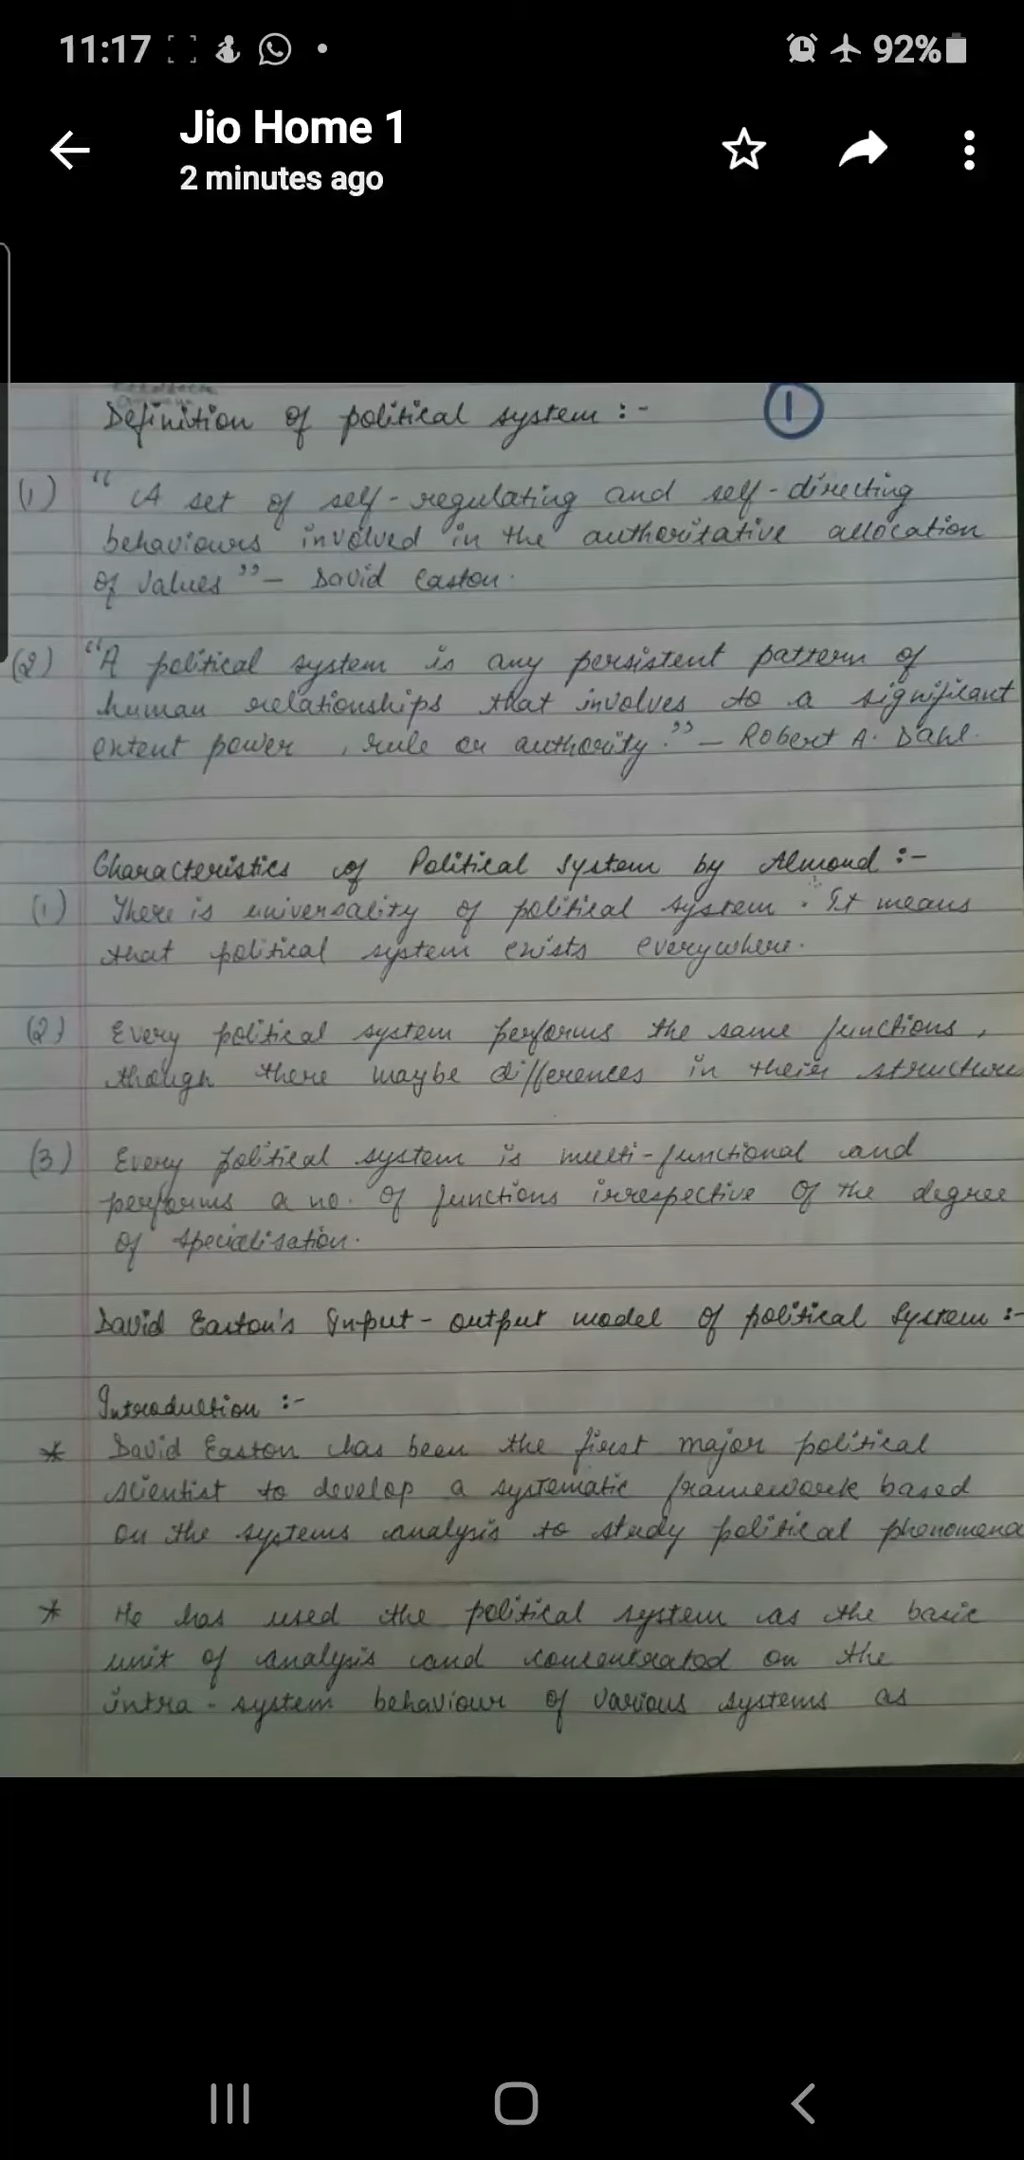 11:17
92%
Jio Home 1
2 minutes ago
Definition of political system :-
1
(1) “ A set of self-regulating and self-directing
behaviours involved in the authoritative allocation
of values ” – David Easton.
(2) “A political system is any persistent pattern of
human relationships that involves to a significant
extent power , rule or authority.” – Robert A. Dahl.
Characteristics of Political System by Almond :-
(1) There is universality of political system . It means
that political system exists everywhere.
(2) Every political system performs the same functions ,
though there maybe differences in their structure
(3) Every political system is multi-functional and
performs a no. of functions irrespective of the degree
of specialisation.
David Easton's Input - output model of political System :-
Introduction :-
* David Easton has been the first major political
scientist to develop a systematic framework based
on the systems analysis to study political phenomena
* He has used the political system as the basic
unit of analysis and concentrated on the
intra - system behaviour of various systems as